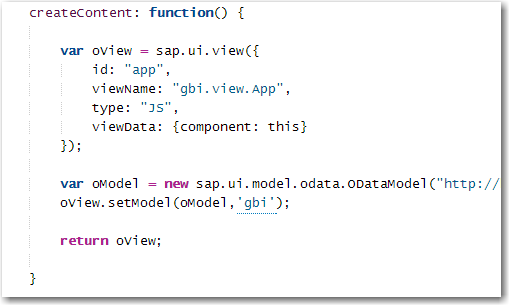 createContent: function() {
var oView = sap.ui.view({
id: "app",
viewName: "gbi.view.App",
type: "JS",
viewData: {component: this}
});
var oModel = new sap.ui.model.odata.ODataModel("http://
oView.setModel(oModel,'gbi');
return oView;
}